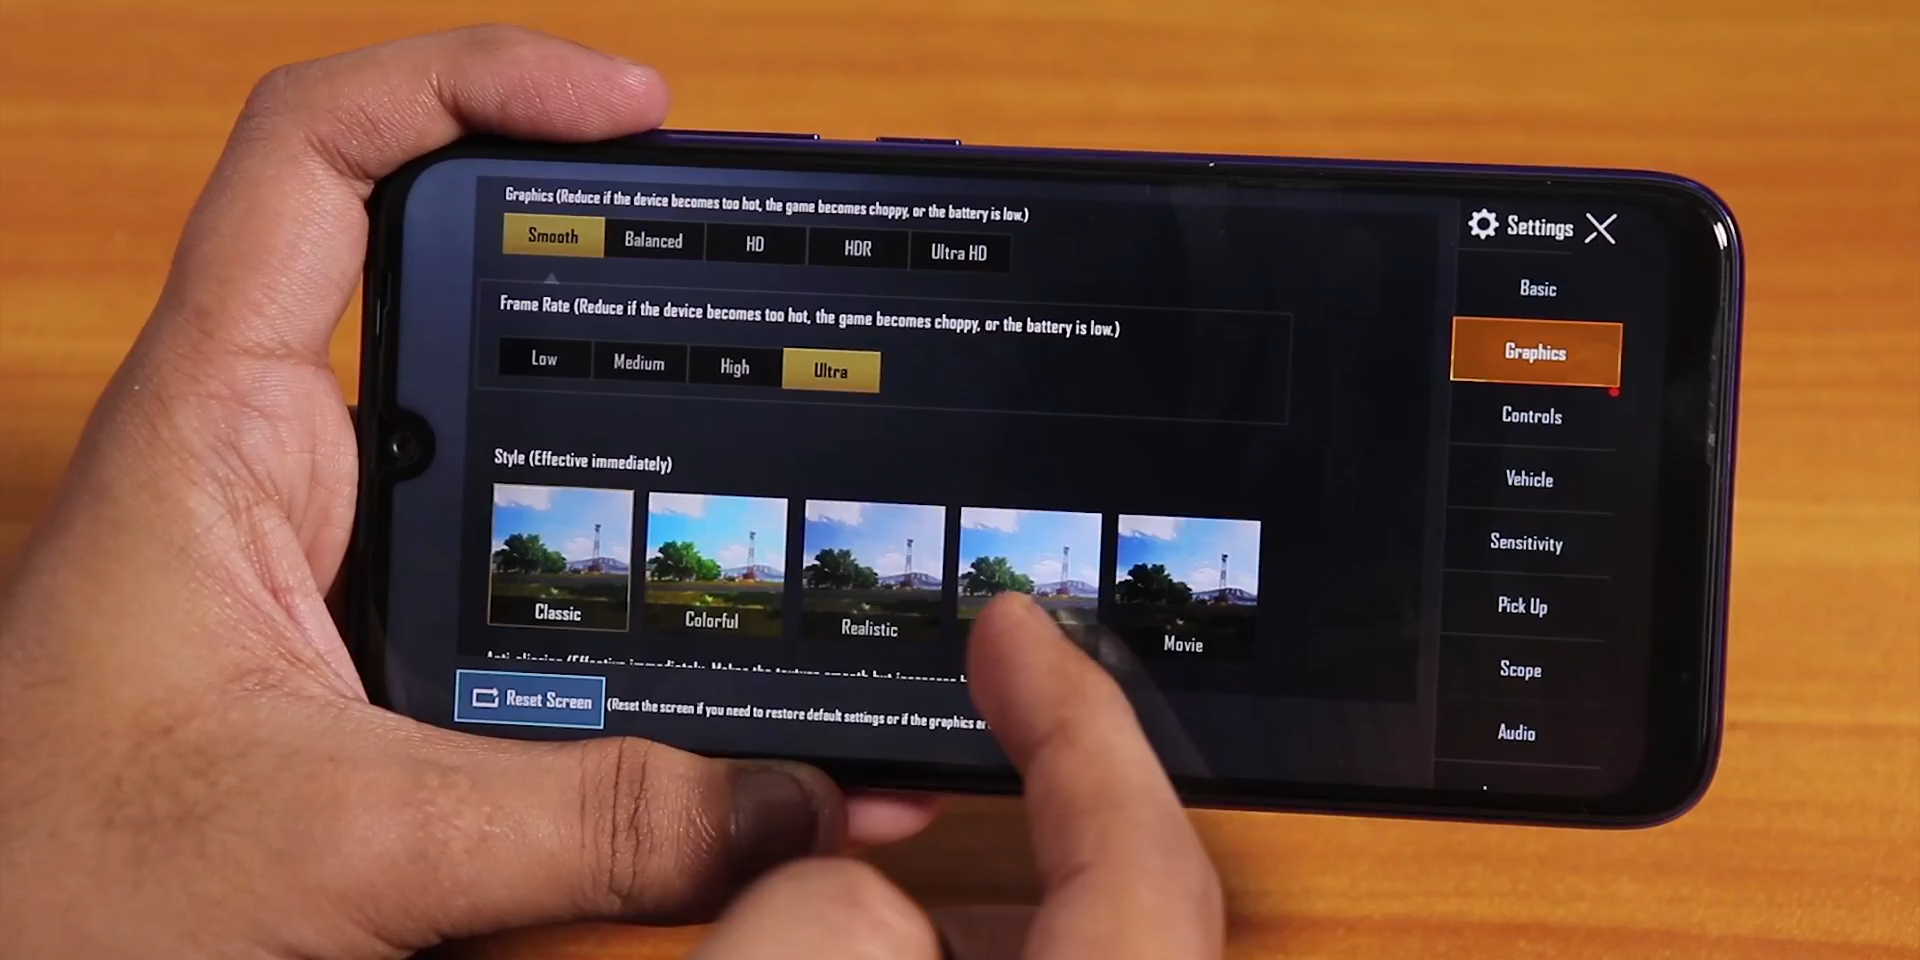 Graphics (Reduce if the device becomes too hot, the game becomes choppy, or the battery is low.)
Smooth Balanced HD HDR Ultra HD
Frame Rate (Reduce if the device becomes too hot, the game becomes choppy, or the battery is low.)
Low Medium High Ultra
Style (Effective immediately)
Classic Colorful Realistic Movie
Reset Screen (Reset the screen if you need to restore default settings or if the graphics
Settings
Basic
Graphics
Controls
Vehicle
Sensitivity
Pick Up
Scope
Audio